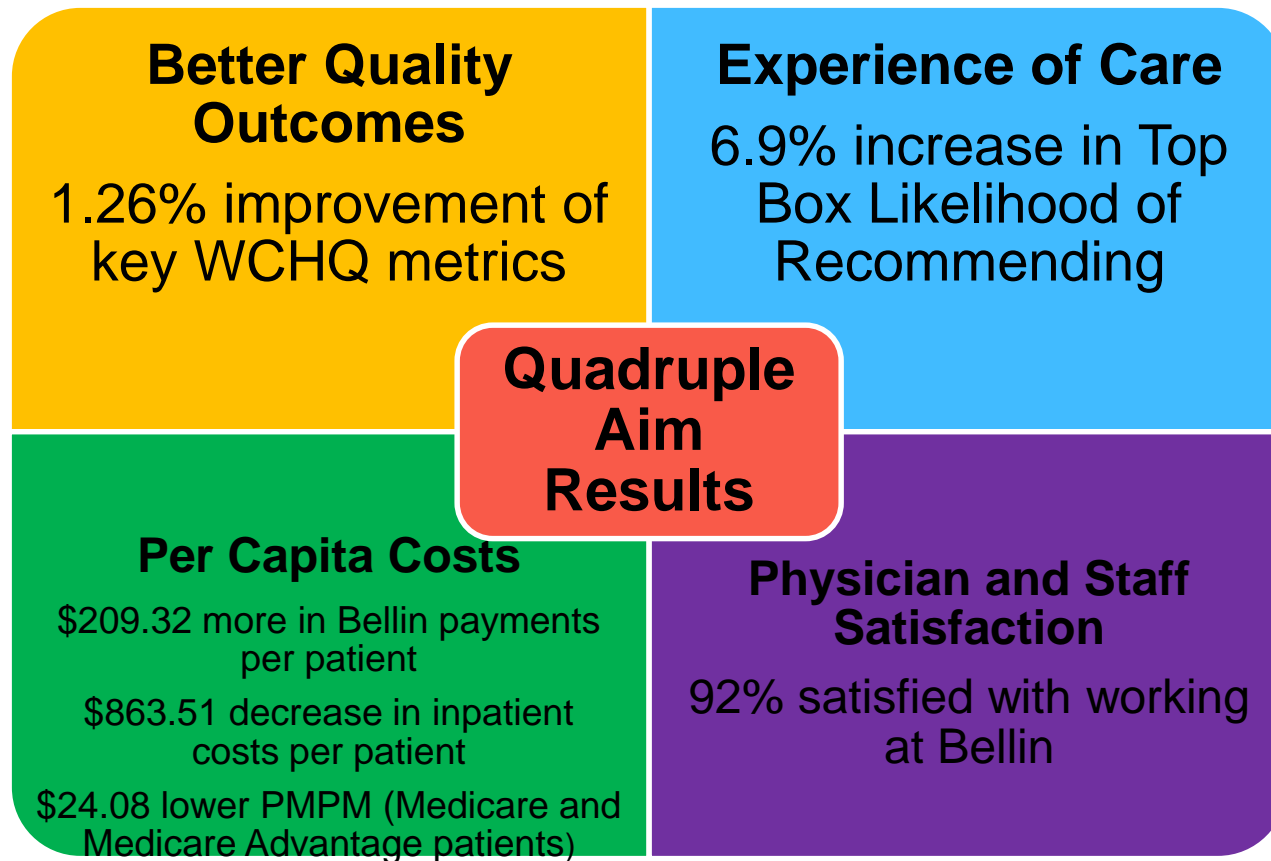 Better Quality
Outcomes
1.26% improvement of
key WCHQ metrics
Experience of Care
6.9% increase in Top
Box Likelihood of
Recommending
Quadruple
Aim
Results
Per Capita Costs
$209.32 more in Bellin payments
per patient
$863.51 decrease in inpatient
costs per patient
$24.08 lower PMPM (Medicare and
Medicare Advantage patients)
Physician and Staff
Satisfaction
92% satisfied with working
at Bellin